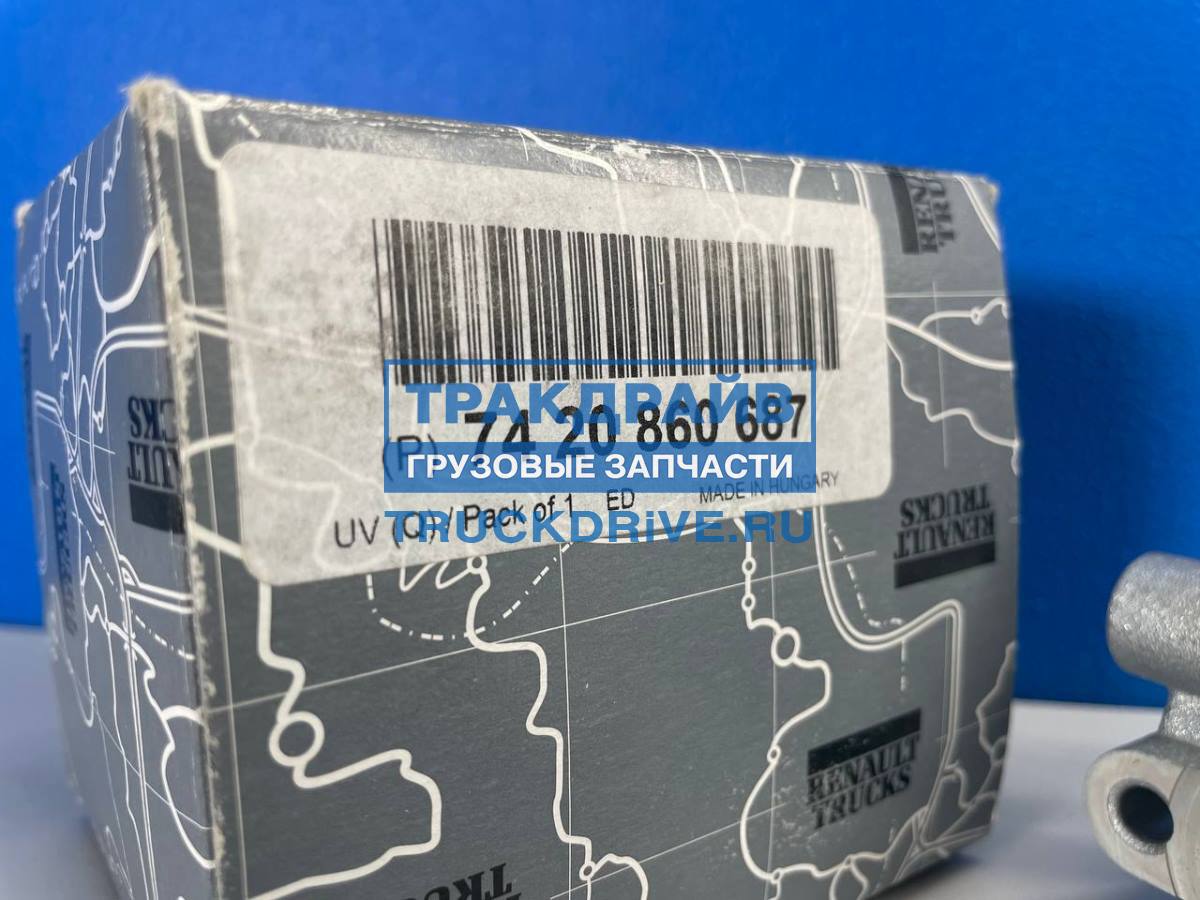 RENAULT
TRUCKS
ТРАКДРАЙВ
(P) 74 20 860 687
ГРУЗОВЫЕ ЗАПЧАСТИ
UV (Q) / Pack of 1 ED MADE IN HUNGARY
TRUCKDRIVE.RU
RENAULT
TRUCKS
RENAULT
TRUCKS
RENAULT
TRUCKS